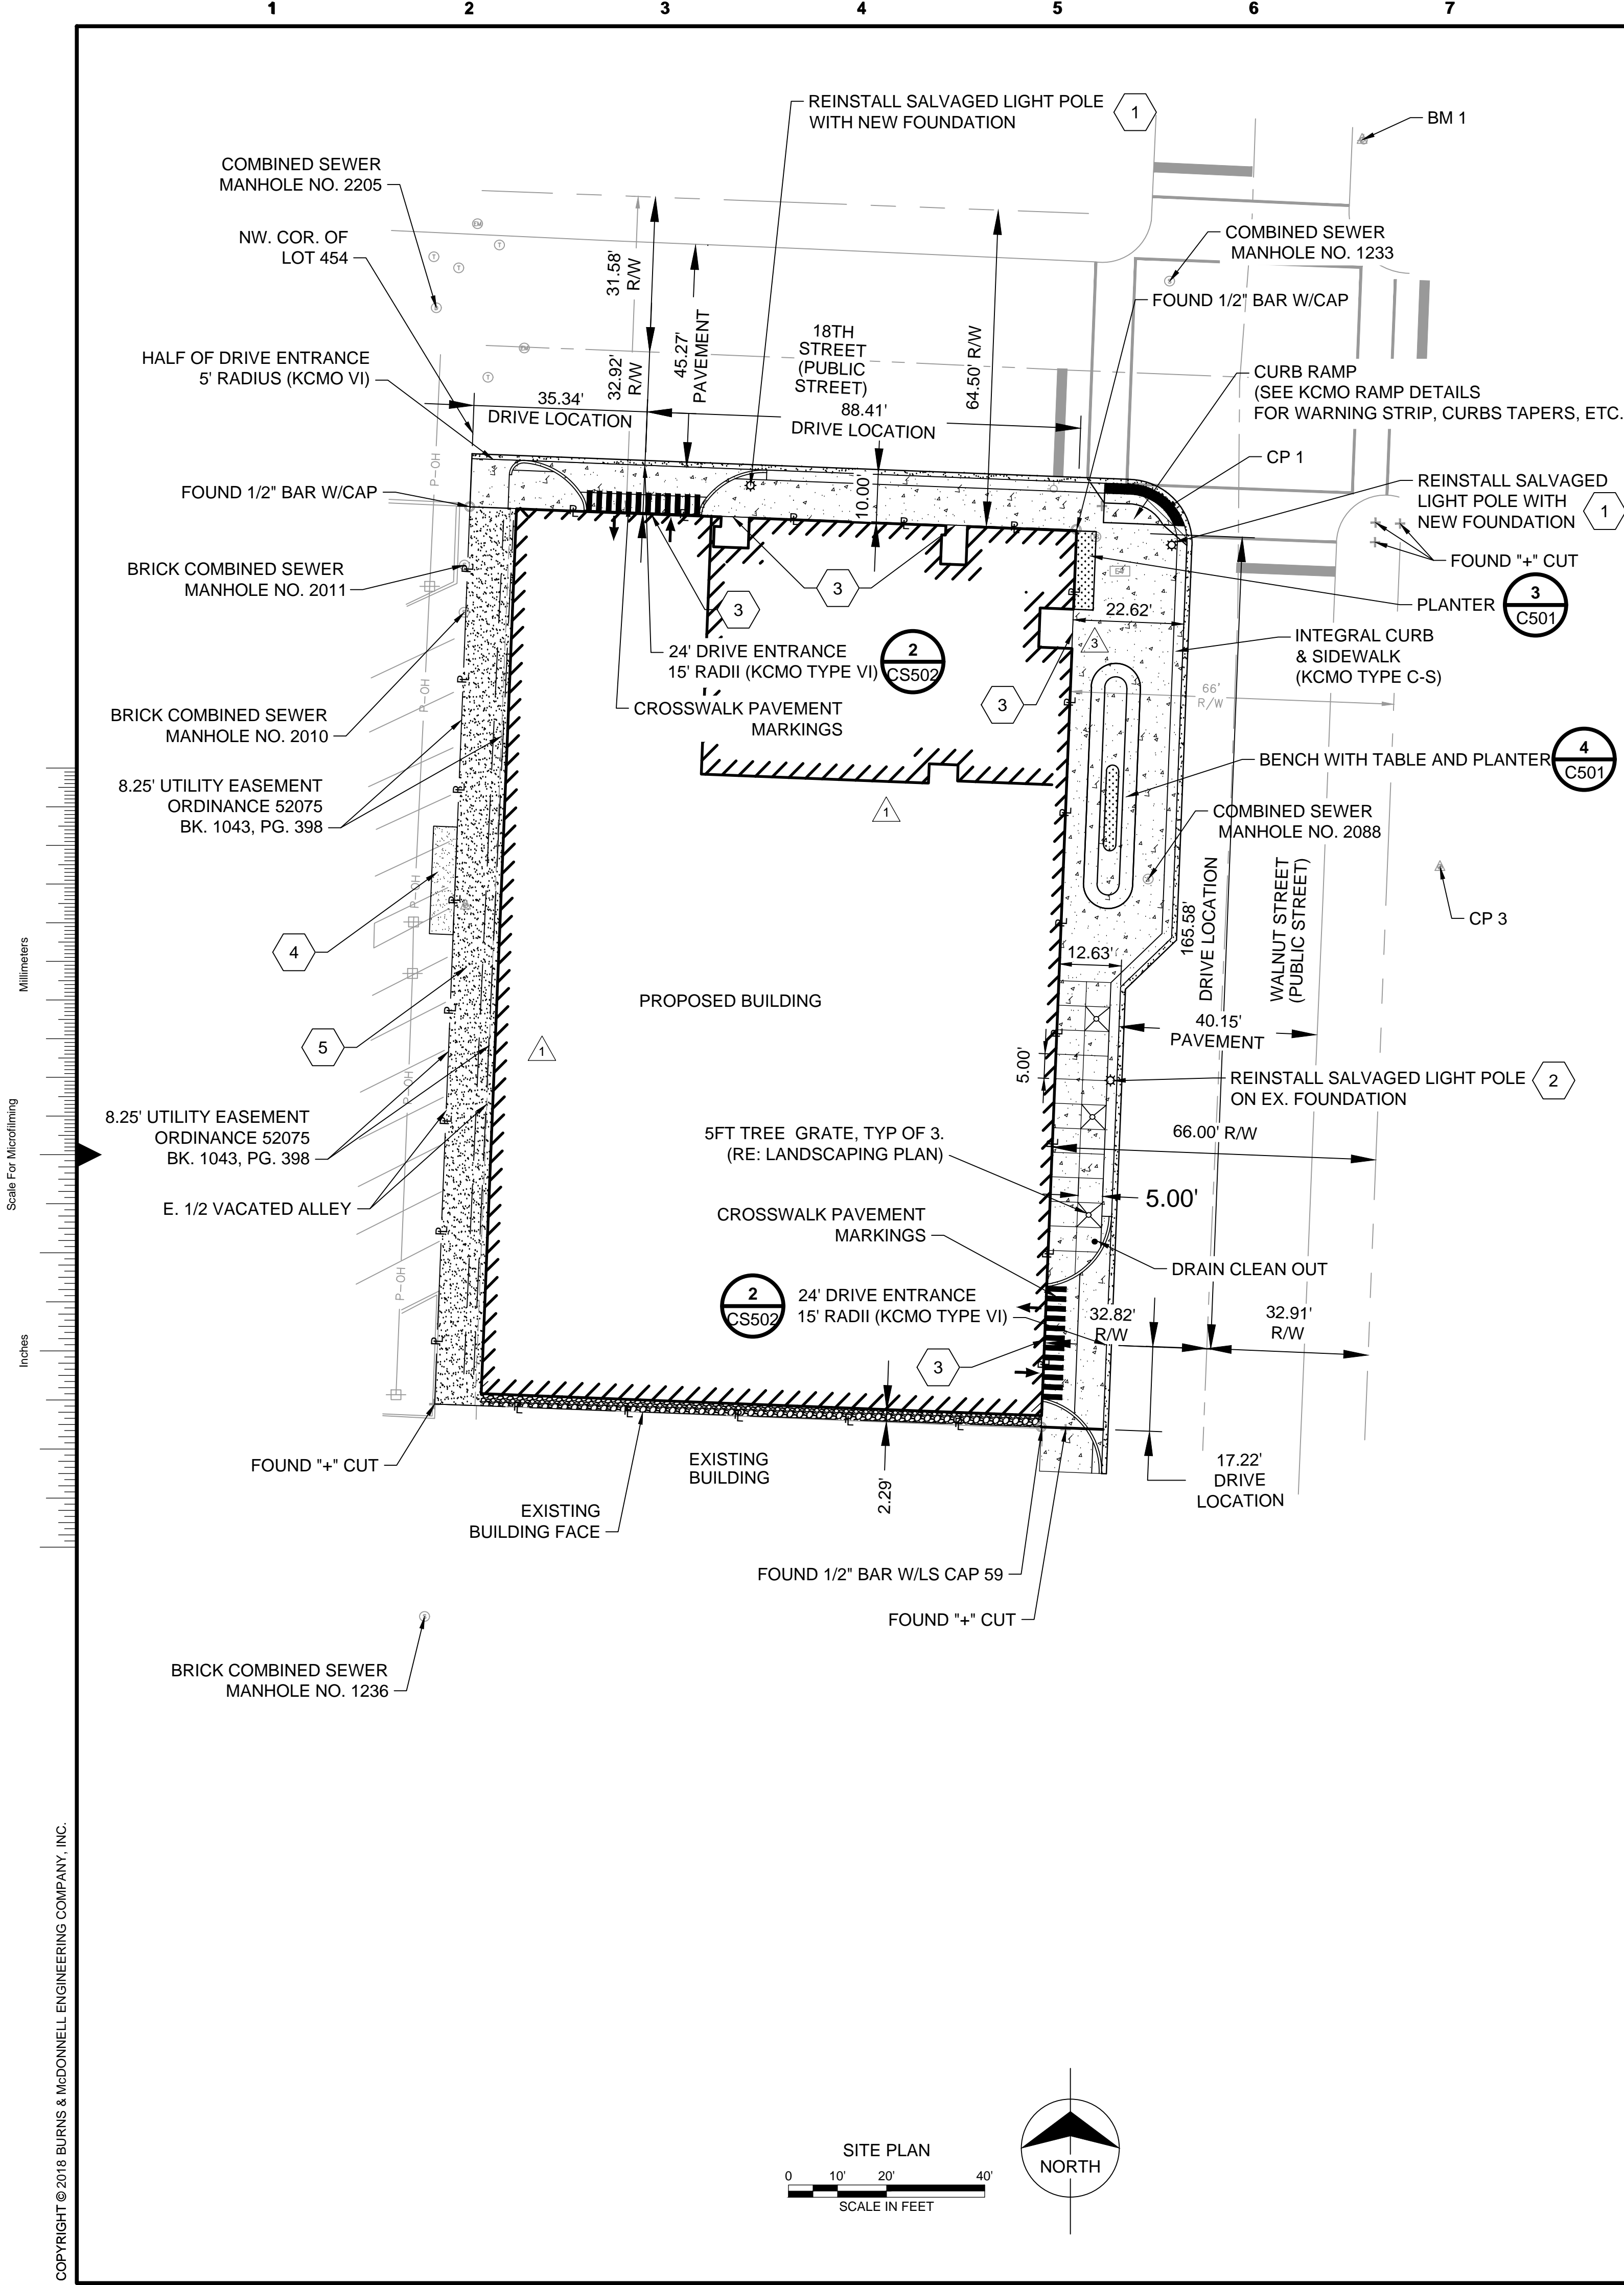 1 2 3 4 5 6 7
REINSTALL SALVAGED LIGHT POLE
WITH NEW FOUNDATION
1
BM 1
COMBINED SEWER
MANHOLE NO. 2205
NW. COR. OF
LOT 454
COMBINED SEWER
MANHOLE NO. 1233
31.58'
R/W
FOUND 1/2" BAR W/CAP
HALF OF DRIVE ENTRANCE
5' RADIUS (KCMO VI)
32.92'
R/W
45.27'
PAVEMENT
18TH
STREET
(PUBLIC
STREET)
64.50' R/W
CURB RAMP
(SEE KCMO RAMP DETAILS
FOR WARNING STRIP, CURBS TAPERS, ETC.
35.34'
DRIVE LOCATION
88.41'
DRIVE LOCATION
CP 1
P-OH
FOUND 1/2" BAR W/CAP
10.00'
REINSTALL SALVAGED
LIGHT POLE WITH
NEW FOUNDATION
1
FOUND "+" CUT
BRICK COMBINED SEWER
MANHOLE NO. 2011
3
3
PLANTER
3
C501
22.62'
3
INTEGRAL CURB
& SIDEWALK
(KCMO TYPE C-S)
24' DRIVE ENTRANCE
15' RADII (KCMO TYPE VI)
2
CS502
P-OH
66'
R/W
3
BRICK COMBINED SEWER
MANHOLE NO. 2010
CROSSWALK PAVEMENT
MARKINGS
BENCH WITH TABLE AND PLANTER
4
C501
8.25' UTILITY EASEMENT
ORDINANCE 52075
BK. 1043, PG. 398
1
COMBINED SEWER
MANHOLE NO. 2088
P-OH
165.58'
DRIVE LOCATION
WALNUT STREET
(PUBLIC STREET)
CP 3
4
12.63'
Millimeters
PROPOSED BUILDING
5
1
40.15'
PAVEMENT
5.00'
P-OH
REINSTALL SALVAGED LIGHT POLE
ON EX. FOUNDATION
2
8.25' UTILITY EASEMENT
ORDINANCE 52075
BK. 1043, PG. 398
Scale For Microfilming
5FT TREE GRATE, TYP OF 3.
(RE: LANDSCAPING PLAN)
66.00' R/W
E. 1/2 VACATED ALLEY
5.00'
CROSSWALK PAVEMENT
MARKINGS
DRAIN CLEAN OUT
P-OH
2
CS502
24' DRIVE ENTRANCE
15' RADII (KCMO TYPE VI)
32.82'
R/W
32.91'
R/W
Inches
3
FOUND "+" CUT
EXISTING
BUILDING
2.29'
17.22'
DRIVE
LOCATION
EXISTING
BUILDING FACE
FOUND 1/2" BAR W/LS CAP 59
FOUND "+" CUT
BRICK COMBINED SEWER
MANHOLE NO. 1236
COPYRIGHT © 2018 BURNS & McDONNELL ENGINEERING COMPANY, INC.
SITE PLAN
0 10' 20' 40'
SCALE IN FEET
NORTH